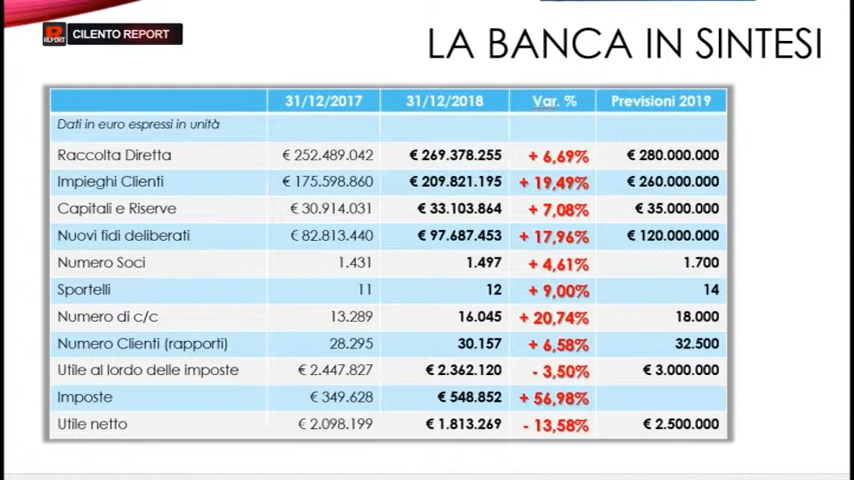 REPORT
CILENTO REPORT
LA BANCA IN SINTESI
31/12/2017 31/12/2018 Var. % Previsioni 2019
Dati in euro espressi in unità
Raccolta Diretta € 252.489.042 € 269.378.255 + 6,69% € 280.000.000
Impieghi Clienti € 175.598.860 € 209.821.195 + 19,49% € 260.000.000
Capitali e Riserve € 30.914.031 € 33.103.864 + 7,08% € 35.000.000
Nuovi fidi deliberati € 82.813.440 € 97.687.453 + 17,96% € 120.000.000
Numero Soci 1.431 1.497 + 4,61% 1.700
Sportelli 11 12 + 9,00% 14
Numero di c/c 13.289 16.045 + 20,74% 18.000
Numero Clienti (rapporti) 28.295 30.157 + 6,58% 32.500
Utile al lordo delle imposte € 2.447.827 € 2.362.120 - 3,50% € 3.000.000
Imposte € 349.628 € 548.852 + 56,98%
Utile netto € 2.098.199 € 1.813.269 - 13,58% € 2.500.000